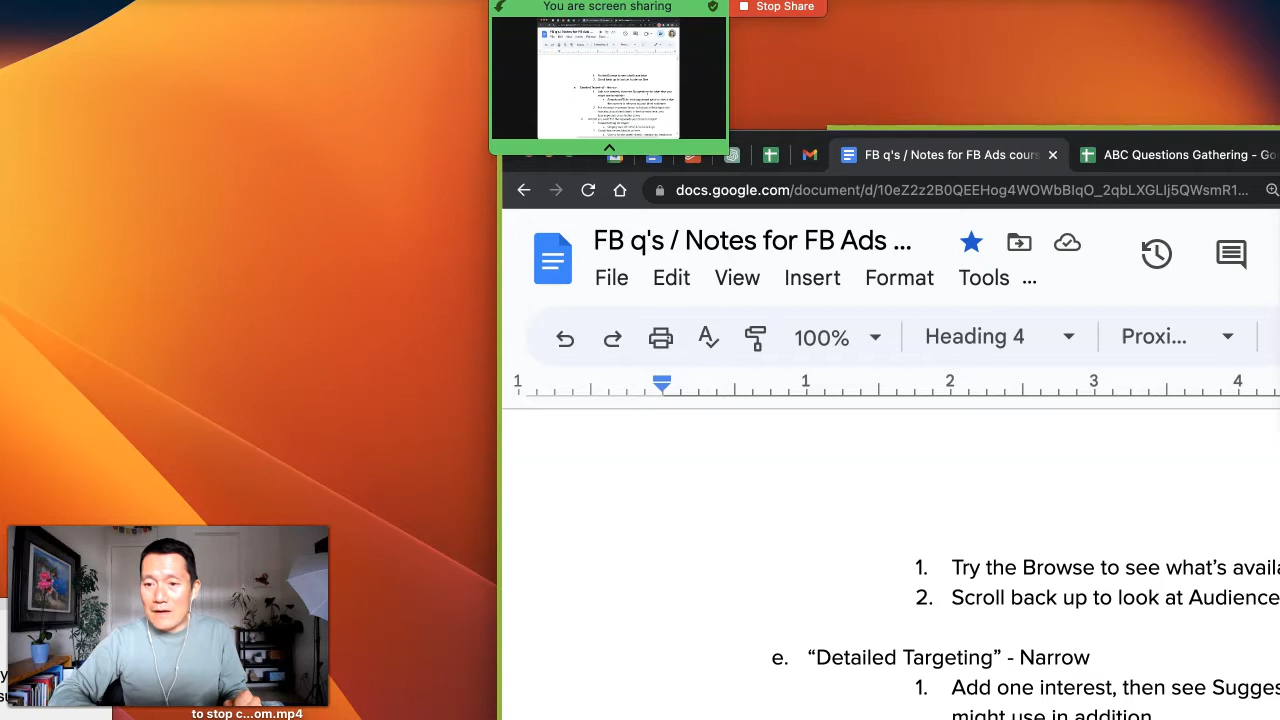 You are screen sharing
Stop Share
FB q's / Notes for FB Ads cours
ABC Questions Gathering - Go
docs.google.com/document/d/10eZ2z2B0QEEHog4WOWbBIqO_2qbLXGLIj5QWsmR1...
FB q's / Notes for FB Ads ...
File Edit View Insert Format Tools ...
100% Heading 4 Proxi...
1 1 2 3 4
1. Try the Browse to see what's availa
2. Scroll back up to look at Audience
e. “Detailed Targeting” - Narrow
1. Add one interest, then see Sugges
might use in addition
to stop c...om.mp4